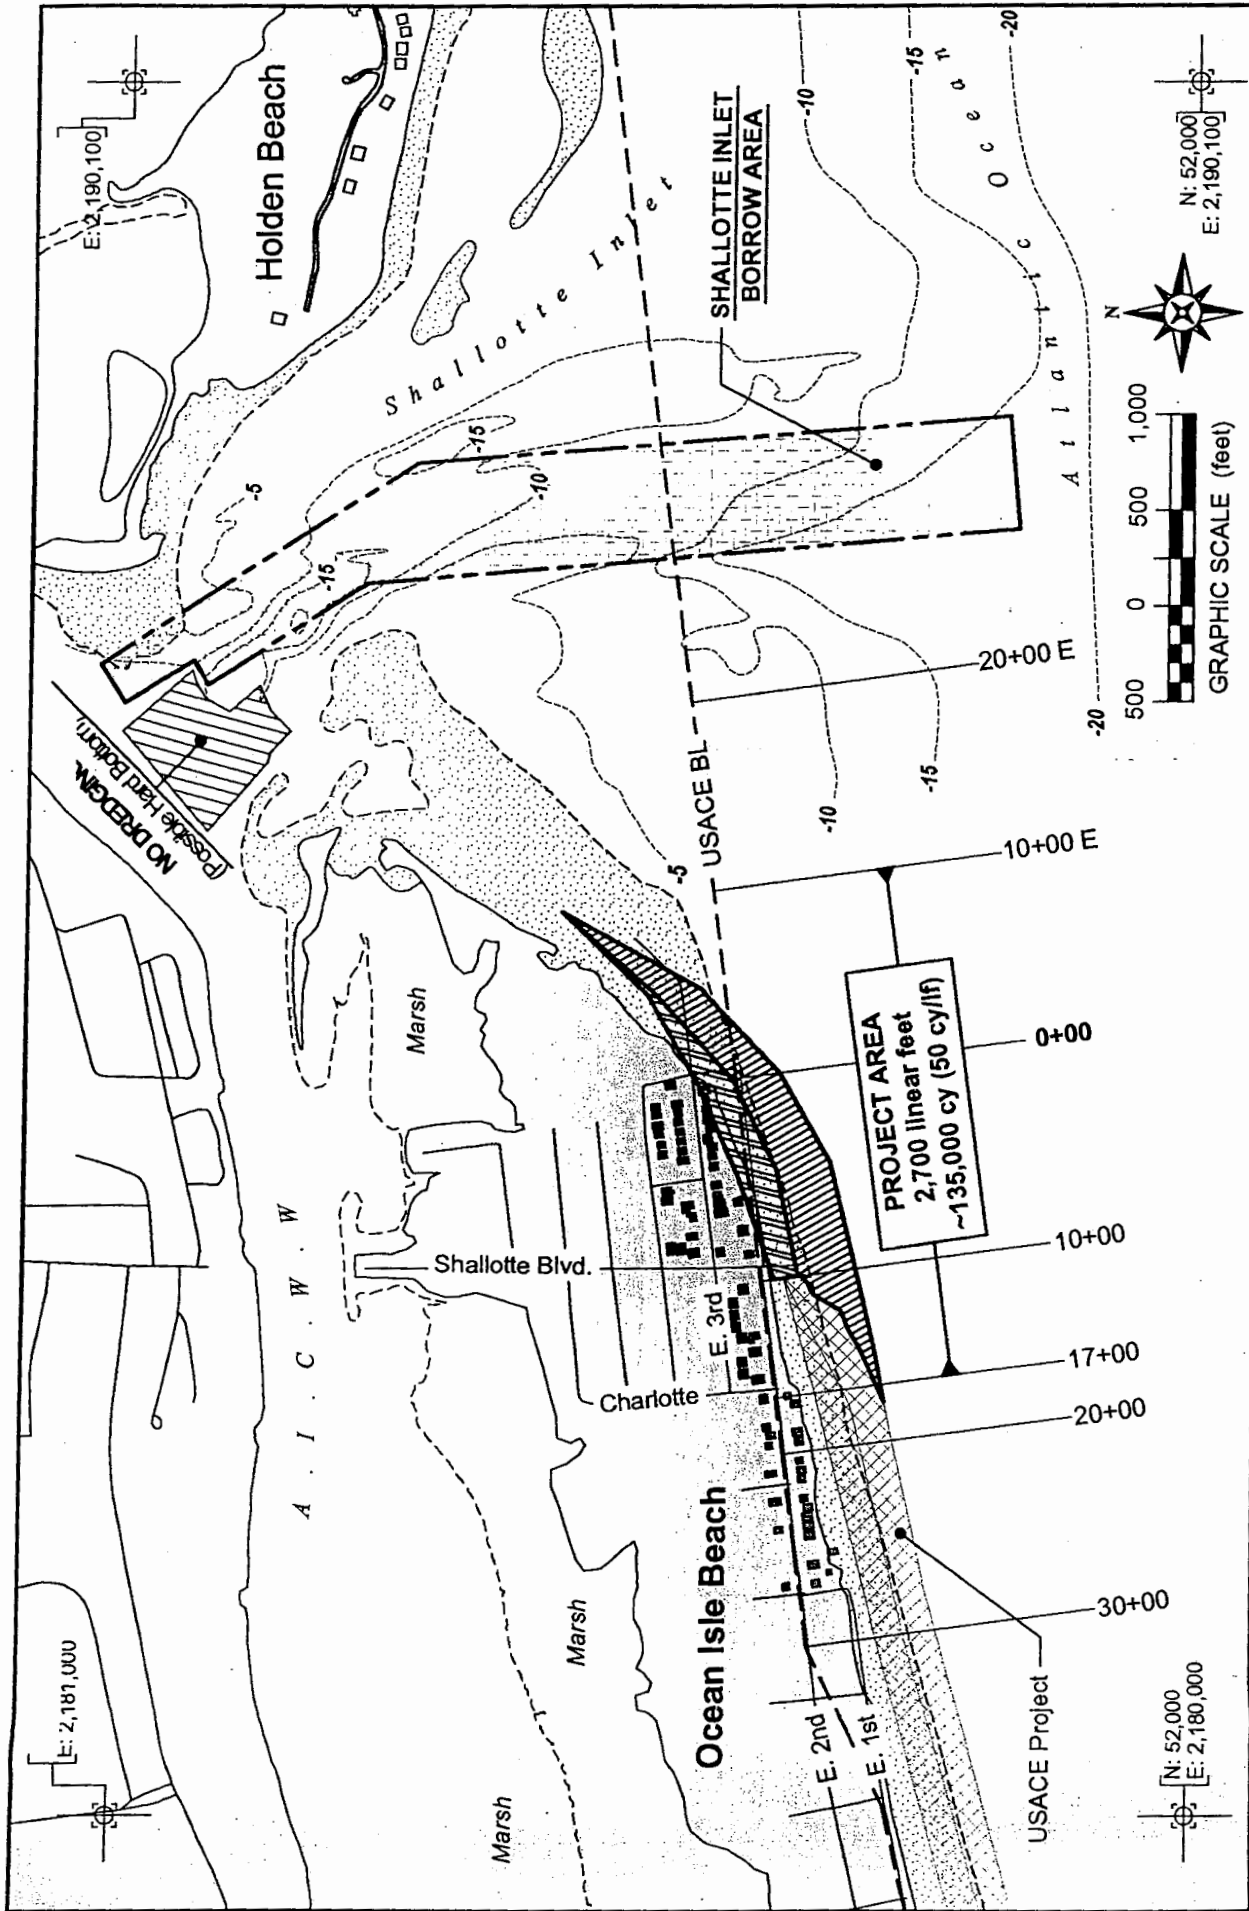 E: 2,181,000
E: 2,190,100
Holden Beach
A . I . C . W . W
NO DREDGING
(Possible Hard Bottom)
-5
-15
-15
-10
Shallotte Inlet
SHALLOTTE INLET
BORROW AREA
Marsh
Marsh
Marsh
Shallotte Blvd.
E. 3rd
Charlotte
Ocean Isle Beach
E. 2nd
E. 1st
-5
USACE BL
20+00 E
10+00 E
0+00
10+00
17+00
20+00
30+00
PROJECT AREA
2,700 linear feet
~135,000 cy (50 cy/lf)
USACE Project
-10
-15
-20
-10
-15
-20
Atlantic Ocean
N
500 0 500 1,000
GRAPHIC SCALE (feet)
N: 52,000
E: 2,180,000
N: 52,000
E: 2,190,100